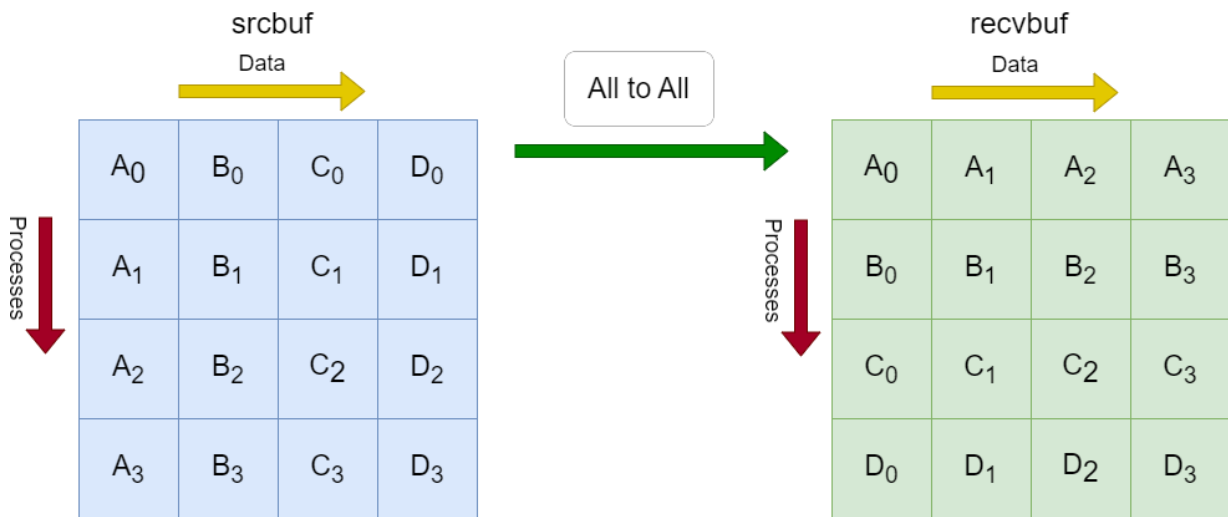 srcbuf
Data
All to All
recvbuf
Data
Processes
A0 B0 C0 D0
A1 B1 C1 D1
A2 B2 C2 D2
A3 B3 C3 D3
Processes
A0 A1 A2 A3
B0 B1 B2 B3
C0 C1 C2 C3
D0 D1 D2 D3